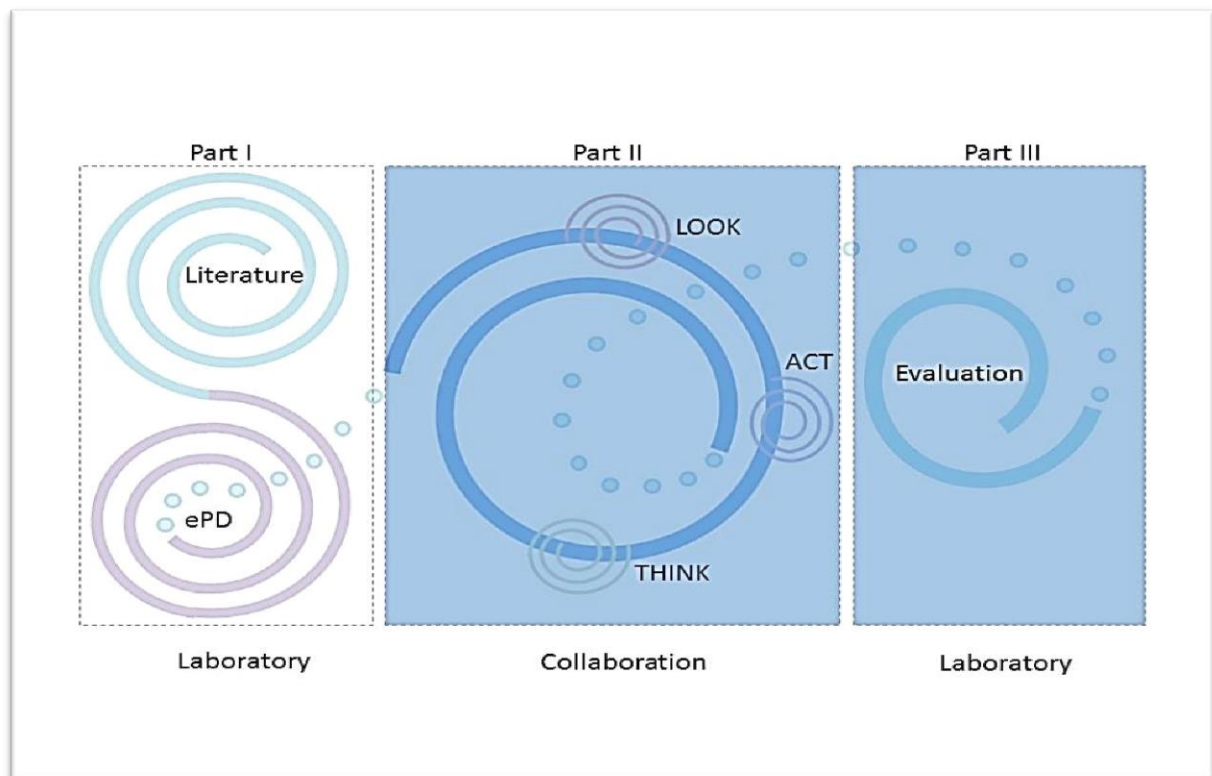 Part I
Part II
Part III
LOOK
Literature
ACT
Evaluation
ePD
THINK
Laboratory
Collaboration
Laboratory